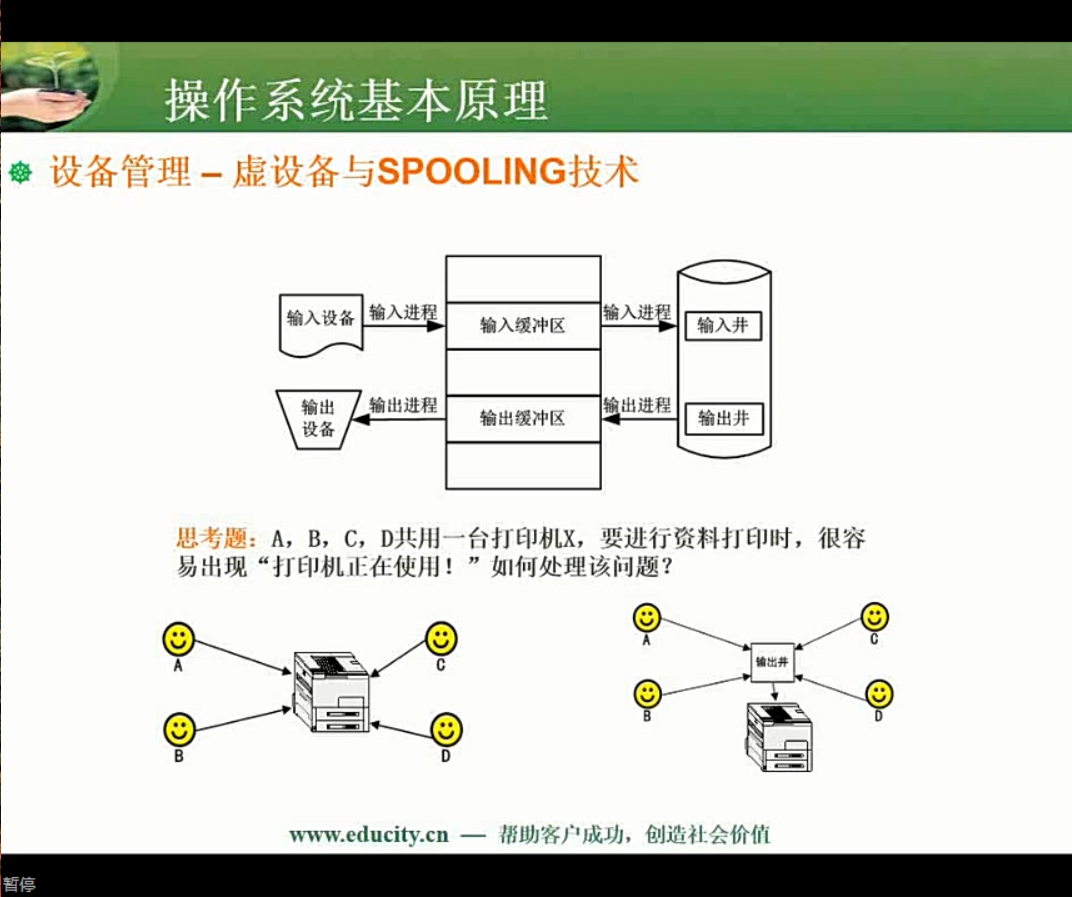 操作系统基本原理
设备管理 – 虚设备与SPOOLING技术
输入设备
输入进程
输入缓冲区
输入进程
输入井
输出
设备
输出进程
输出缓冲区
输出进程
输出井
思考题：A，B，C，D共用一台打印机X，要进行资料打印时，很容
易出现“打印机正在使用！”如何处理该问题？
A
C
B
D
A
C
输出井
B
D
www.educity.cn — 帮助客户成功，创造社会价值
暂停